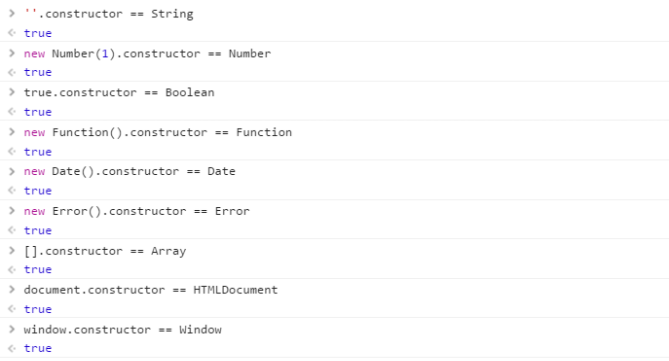 > ''.constructor == String
< true
> new Number(1).constructor == Number
< true
> true.constructor == Boolean
< true
> new Function().constructor == Function
< true
> new Date().constructor == Date
< true
> new Error().constructor == Error
< true
> [].constructor == Array
< true
> document.constructor == HTMLDocument
< true
> window.constructor == Window
< true